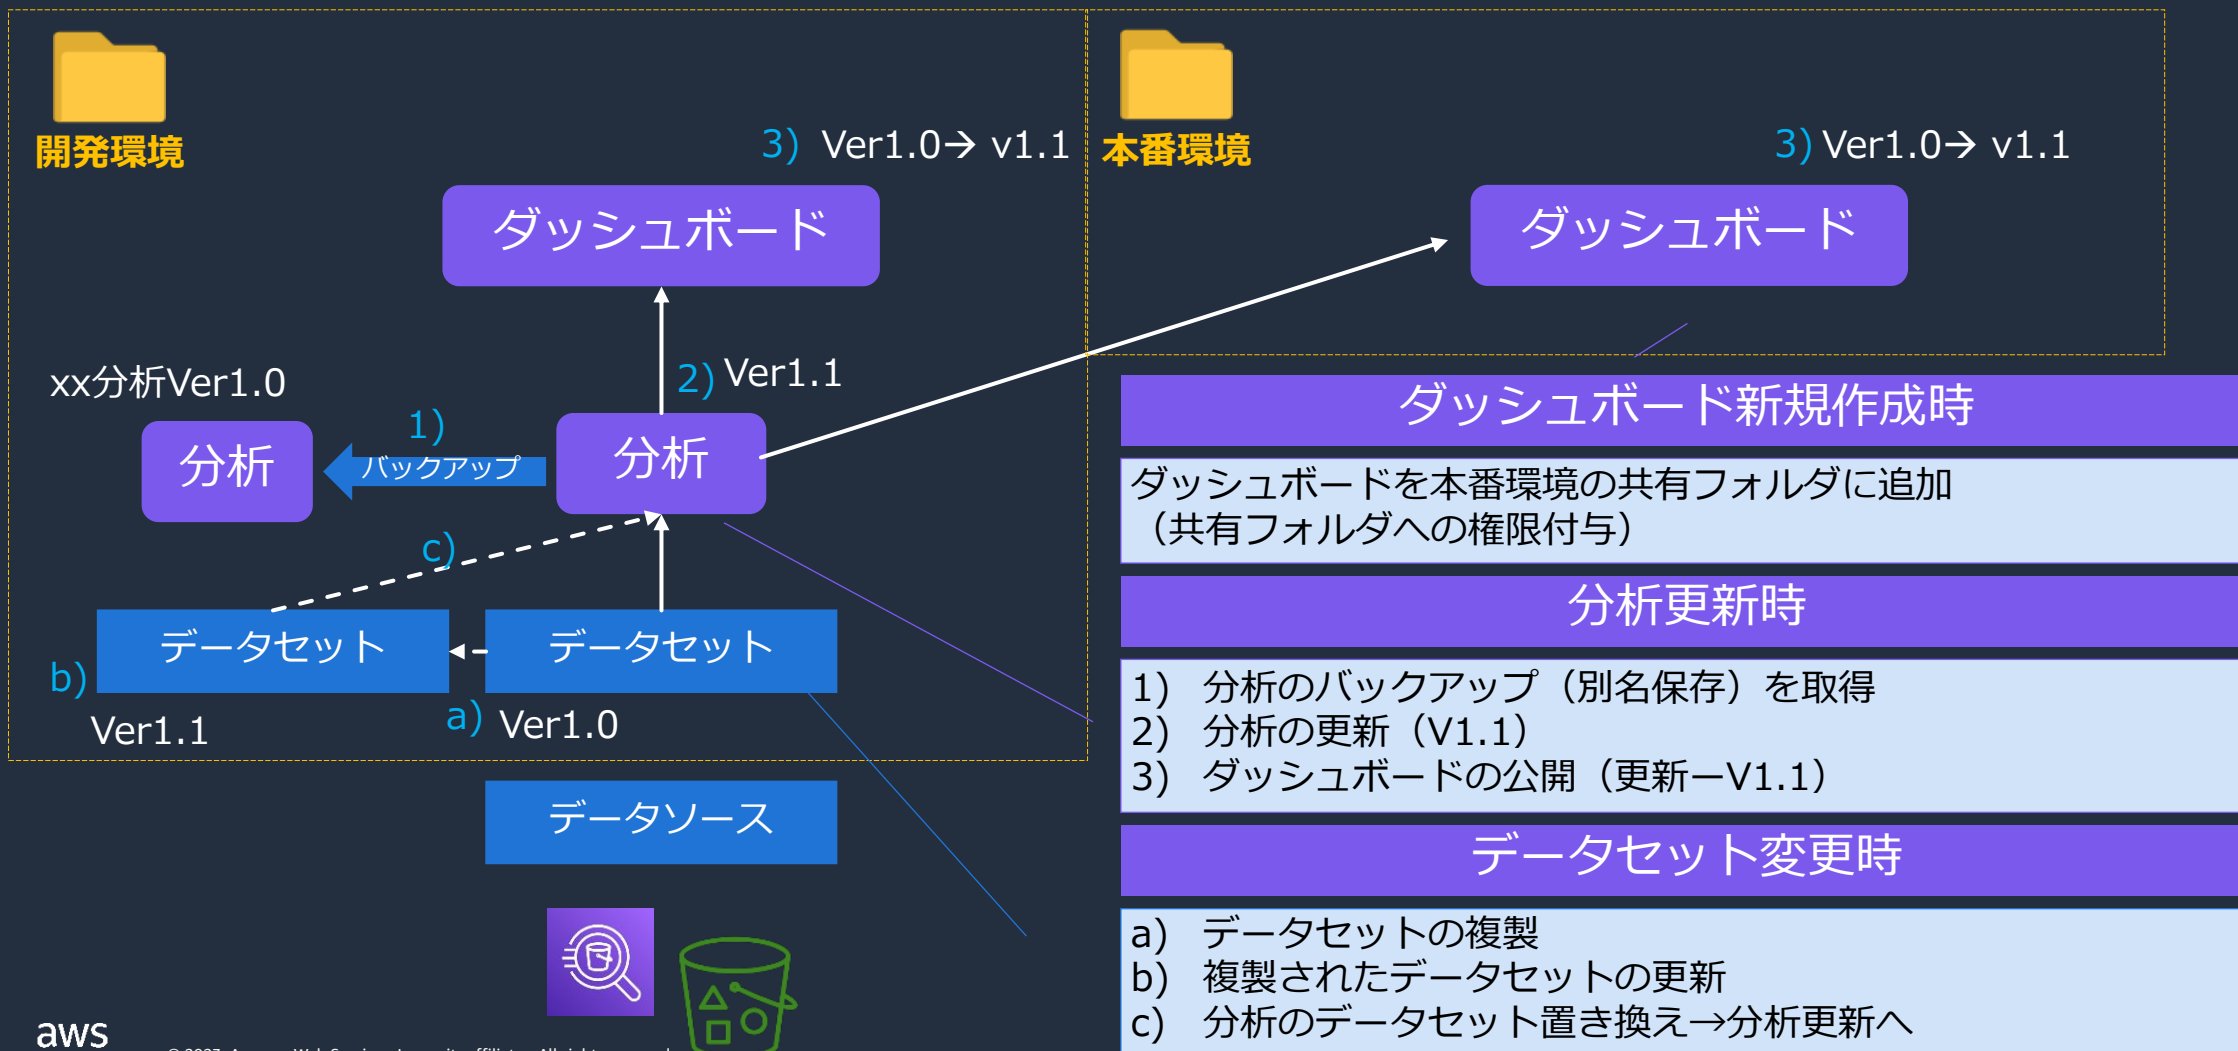 開発環境
3) Ver1.0→ v1.1
ダッシュボード
本番環境
3) Ver1.0→ v1.1
ダッシュボード
xx分析Ver1.0
2) Ver1.1
1)
バックアップ
分析
分析
c)
データセット
データセット
b)
Ver1.1
a) Ver1.0
データソース
ダッシュボード新規作成時
ダッシュボードを本番環境の共有フォルダに追加
（共有フォルダへの権限付与）
分析更新時
1) 分析のバックアップ（別名保存）を取得
2) 分析の更新（V1.1）
3) ダッシュボードの公開（更新ーV1.1）
データセット変更時
a) データセットの複製
b) 複製されたデータセットの更新
c) 分析のデータセット置き換え→分析更新へ
aws